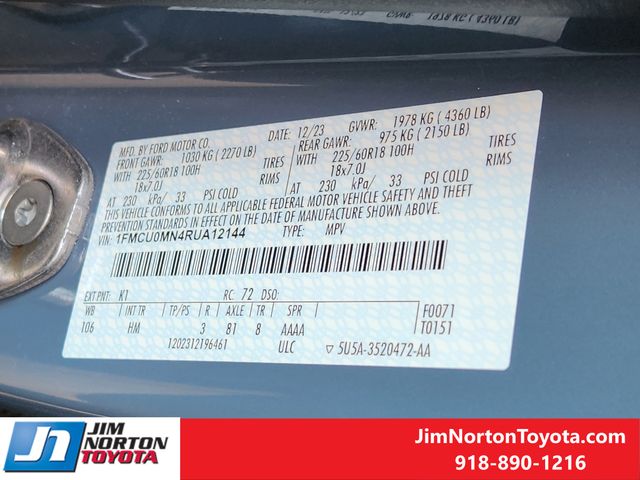 MFD. BY FORD MOTOR CO. 12/23 GVWR: 1978 KG (4360 LB)
FRONT GAWR: 1030 KG (2270 LB) REAR GAWR: 975 KG (2150 LB)
WITH 225/60R18 100H TIRES WITH 225/60R18 100H TIRES
18x7.0J RIMS 18x7.0J RIMS
AT 230 kPa/ 33 PSI COLD AT 230 kPa/ 33 PSI COLD
THIS VEHICLE CONFORMS TO ALL APPLICABLE FEDERAL MOTOR VEHICLE SAFETY AND THEFT
PREVENTION STANDARDS IN EFFECT ON THE DATE OF MANUFACTURE SHOWN ABOVE.
VIN: 1FMCU0MN4RUA12144 TYPE: MPV
EXT PNT: K1 RC: 72 DSO:
WB INT TR TP/PS R AXLE TR SPR F0071
106 HM 3 81 8 AAAA T0151
1202312196461 ULC ▽ 5U5A-3520472-AA
JIM
NORTON
TOYOTA
JimNortonToyota.com
918-890-1216